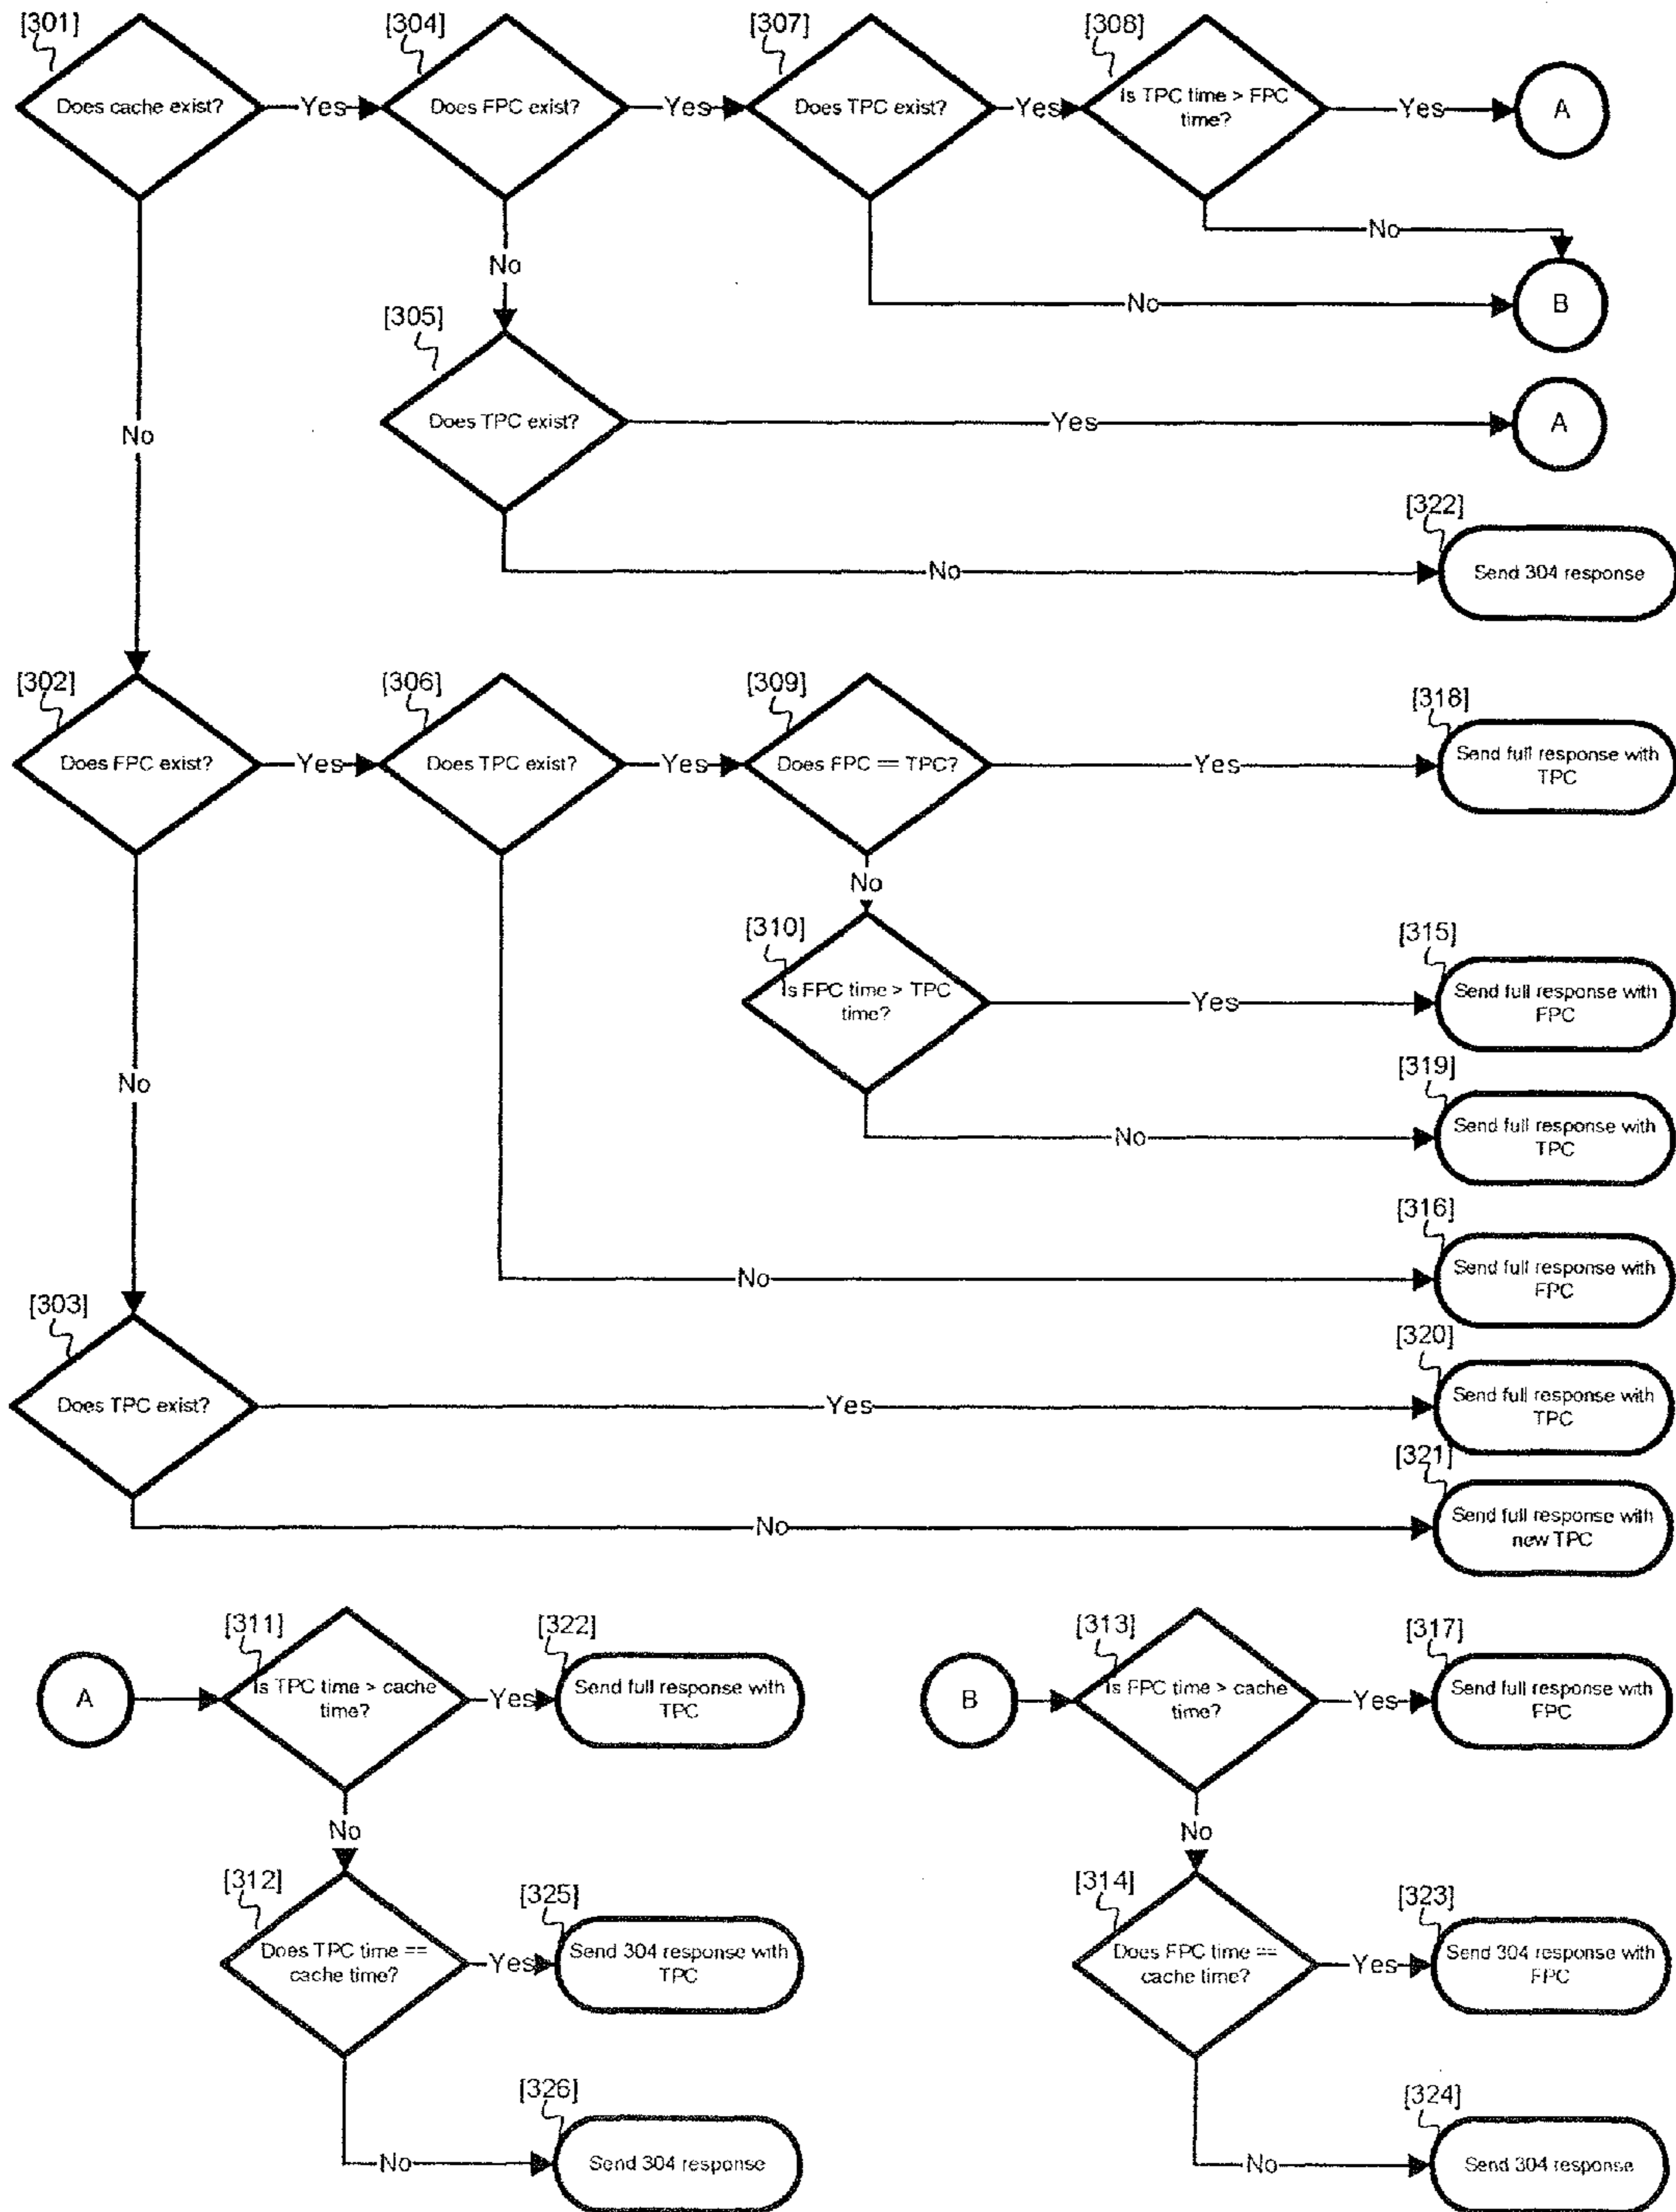 [301]
Does cache exist?
Yes
[304]
Does FPC exist?
Yes
[307]
Does TPC exist?
Yes
[308]
Is TPC time > FPC
time?
Yes
A
No
No
No
B
No
[305]
Does TPC exist?
Yes
A
No
[322]
Send 304 response
[302]
Does FPC exist?
Yes
[306]
Does TPC exist?
Yes
[309]
Does FPC == TPC?
Yes
[318]
Send full response with
TPC
No
[310]
Is FPC time > TPC
time?
Yes
[315]
Send full response with
FPC
No
[319]
Send full response with
TPC
No
No
[316]
Send full response with
FPC
[303]
Does TPC exist?
Yes
[320]
Send full response with
TPC
No
[321]
Send full response with
new TPC
A
[311]
Is TPC time > cache
time?
Yes
[322]
Send full response with
TPC
No
[312]
Does TPC time ==
cache time?
Yes
[325]
Send 304 response with
TPC
No
[326]
Send 304 response
B
[313]
Is FPC time > cache
time?
Yes
[317]
Send full response with
FPC
No
[314]
Does FPC time ==
cache time?
Yes
[323]
Send 304 response with
FPC
No
[324]
Send 304 response